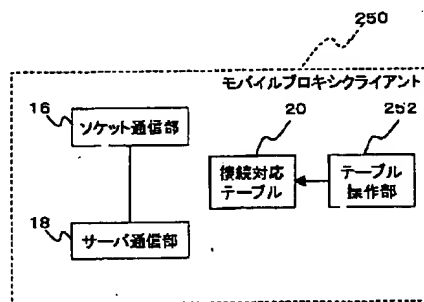 250
モバイルプロキシクライアント
16
ソケット通信部
20
252
接続対応
テーブル
テーブル
操作部
18
サーバ通信部